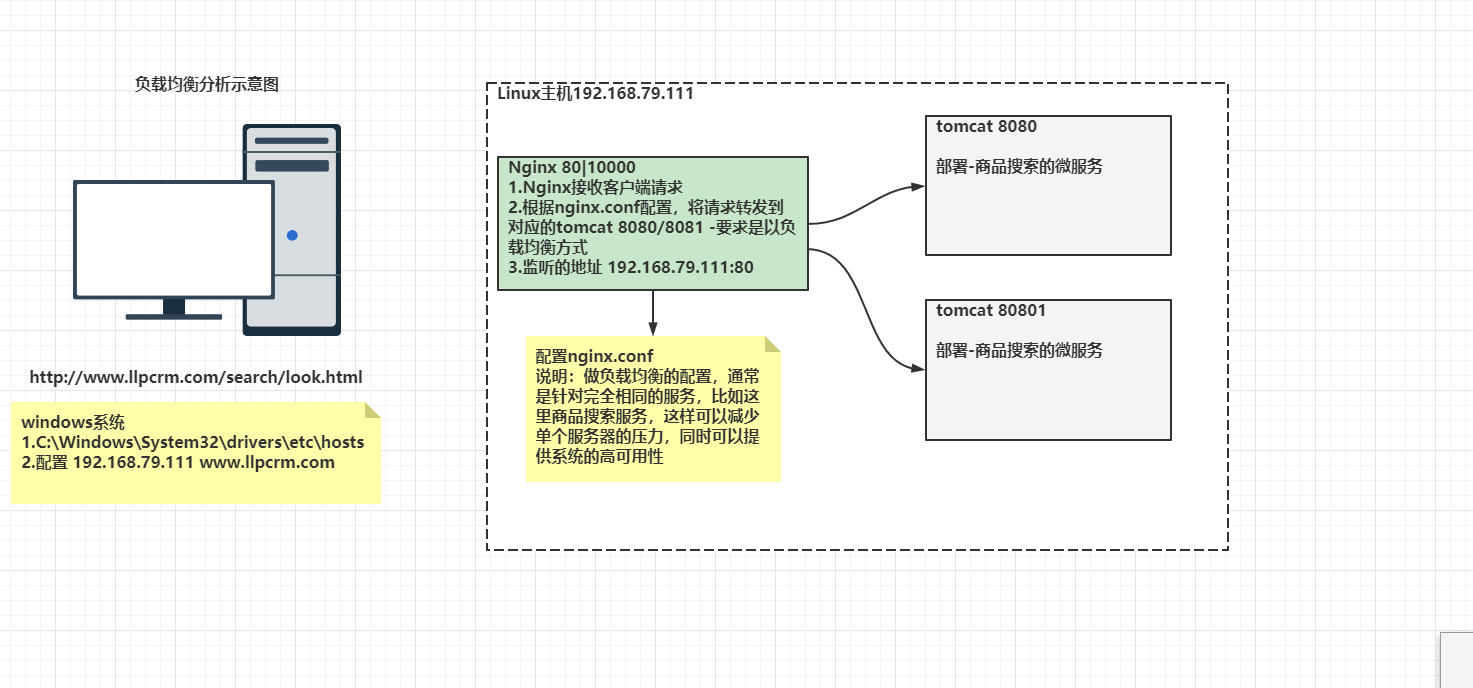 负载均衡分析示意图
http://www.llpcrm.com/search/look.html
windows系统
1.C:\Windows\System32\drivers\etc\hosts
2.配置 192.168.79.111 www.llpcrm.com
Linux主机192.168.79.111
Nginx 80|10000
1.Nginx接收客户端请求
2.根据nginx.conf配置，将请求转发到
对应的tomcat 8080/8081 -要求是以负
载均衡方式
3.监听的地址 192.168.79.111:80
配置nginx.conf
说明：做负载均衡的配置，通常
是针对完全相同的服务，比如这
里商品搜索服务，这样可以减少
单个服务器的压力，同时可以提
供系统的高可用性
tomcat 8080
部署-商品搜索的微服务
tomcat 80801
部署-商品搜索的微服务